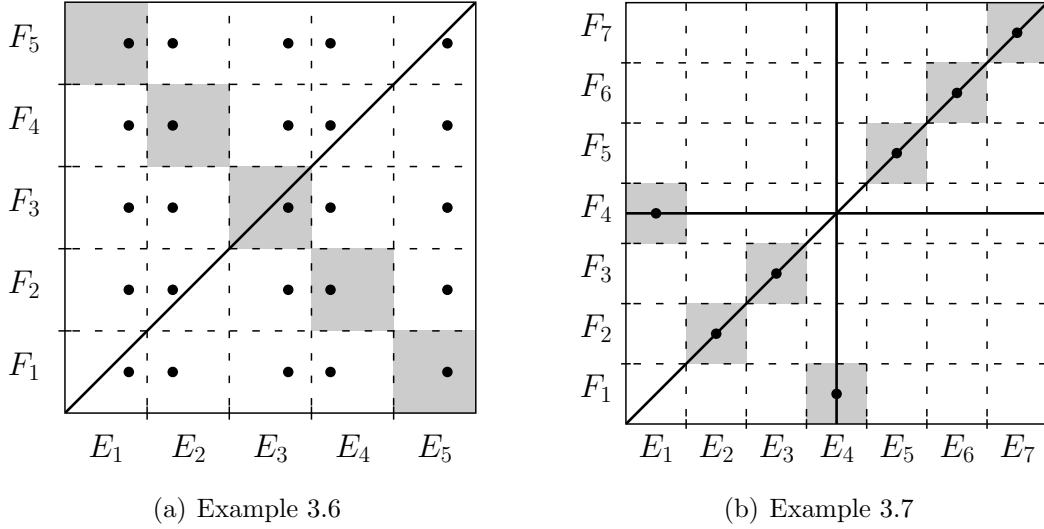 F5
F4
F3
F2
F1
E1 E2 E3 E4 E5
(a) Example 3.6
F7
F6
F5
F4
F3
F2
F1
E1 E2 E3 E4 E5 E6 E7
(b) Example 3.7